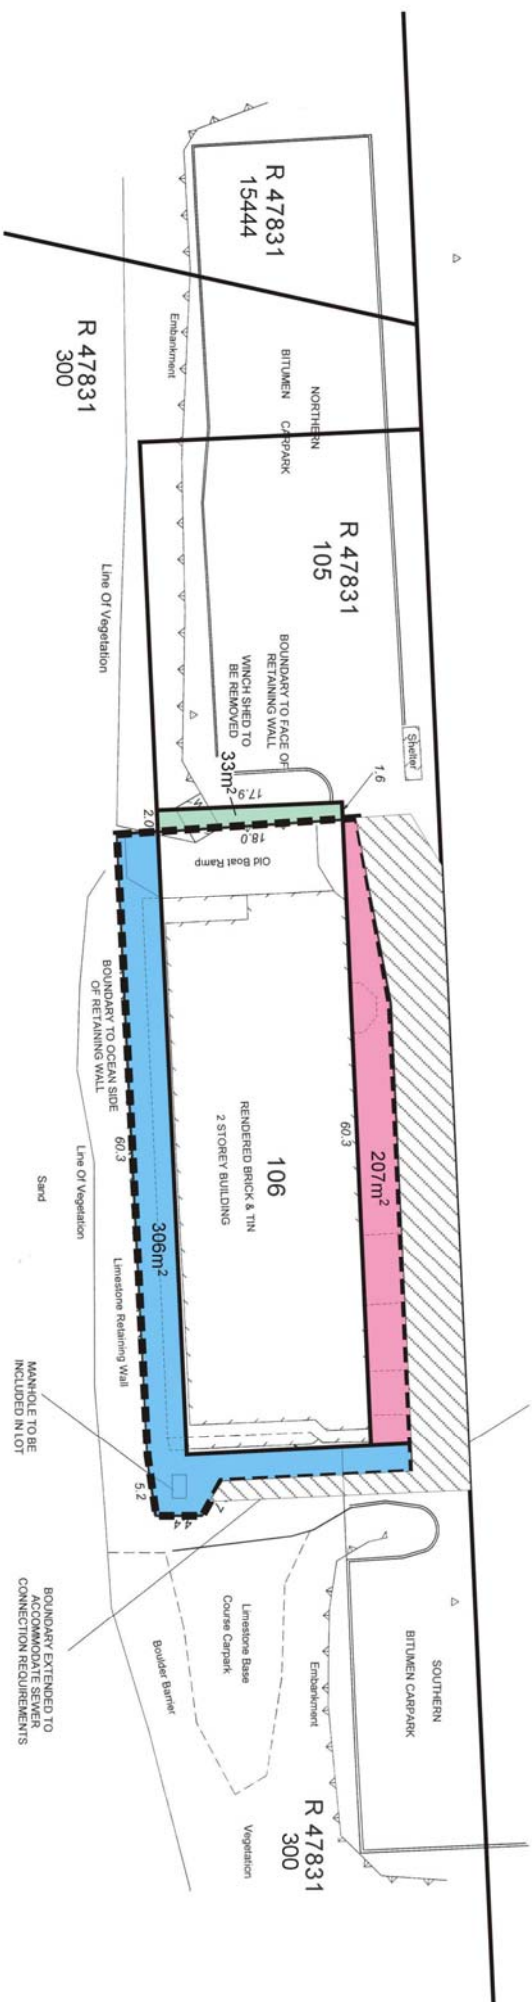 R 47831
15444
R 47831
300
Embankment
NORTHERN
BITUMEN CARPARK
R 47831
105
Line Of Vegetation
BOUNDARY TO FACE OF
RETAINING WALL
WINCH SHED TO
BE REMOVED
Shelter
33m²
17.9
1.6
2.0
18.0
Old Boat Ramp
BOUNDARY TO OCEAN SIDE
OF RETAINING WALL
60.3
Line Of Vegetation
Sand
306m²
Limestone Retaining Wall
106
RENDERED BRICK & TIN
2 STOREY BUILDING
60.3
207m²
MANHOLE TO BE
INCLUDED IN LOT
5.2
BOUNDARY EXTENDED TO
ACCOMMODATE SEWER
CONNECTION REQUIREMENTS
Limestone Base
Course Carpark
Boulder Barrier
Embankment
SOUTHERN
BITUMEN CARPARK
Vegetation
R 47831
300